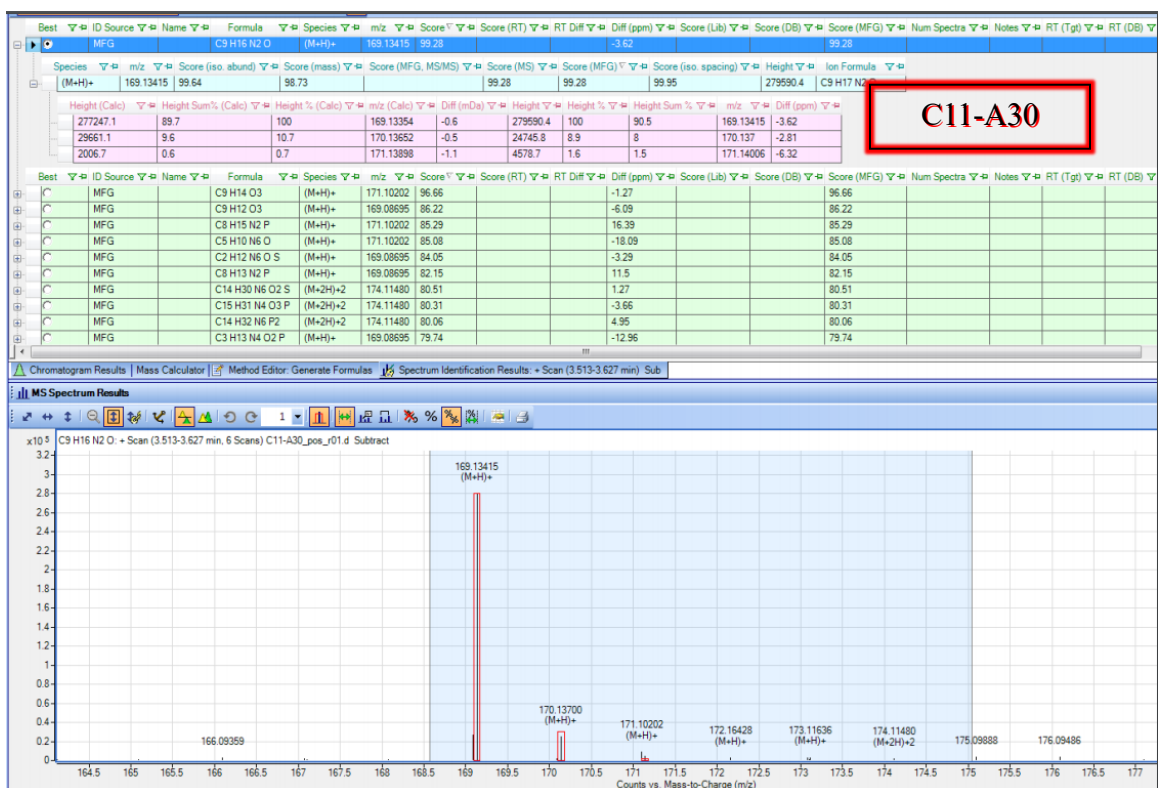 Best ID Source Name Formula Species m/z Score Score (RT) RT Diff Diff (ppm) Score (Lib) Score (DB) Score (MFG) Num Spectra Notes RT (Tgt) RT (DB)
MFG C9 H16 N2 O (M+H)+ 169.13415 99.28 -3.62 99.28
Species m/z Score (iso. abund) Score (mass) Score (MFG, MS/MS) Score (MS) Score (MFG) Score (iso. spacing) Height Ion Formula
(M+H)+ 169.13415 99.64 98.73 99.28 99.28 99.95 279590.4 C9 H17 N2 O
Height (Calc) Height Sum% (Calc) Height % (Calc) m/z (Calc) Diff (mDa) Height Height % Height Sum % m/z Diff (ppm)
277247.1 89.7 100 169.13354 -0.6 279590.4 100 90.5 169.13415 -3.62
29661.1 9.6 10.7 170.13652 -0.5 24745.8 8.9 8 170.137 -2.81
2006.7 0.6 0.7 171.13898 -1.1 4578.7 1.6 1.5 171.14006 -6.32
C11-A30
Best ID Source Name Formula Species m/z Score Score (RT) RT Diff Diff (ppm) Score (Lib) Score (DB) Score (MFG) Num Spectra Notes RT (Tgt) RT (DB)
MFG C9 H14 O3 (M+H)+ 171.10202 96.66 -1.27 96.66
MFG C9 H12 O3 (M+H)+ 169.08695 86.22 -6.09 86.22
MFG C8 H15 N2 P (M+H)+ 171.10202 85.29 16.39 85.29
MFG C5 H10 N6 O (M+H)+ 171.10202 85.08 -18.09 85.08
MFG C2 H12 N6 O S (M+H)+ 169.08695 84.05 -3.29 84.05
MFG C8 H13 N2 P (M+H)+ 169.08695 82.15 11.5 82.15
MFG C14 H30 N6 O2 S (M+2H)+2 174.11480 80.51 1.27 80.51
MFG C15 H31 N4 O3 P (M+2H)+2 174.11480 80.31 -3.66 80.31
MFG C14 H32 N6 P2 (M+2H)+2 174.11480 80.06 4.95 80.06
MFG C3 H13 N4 O2 P (M+H)+ 169.08695 79.74 -12.96 79.74
Chromatogram Results Mass Calculator Method Editor: Generate Formulas Spectrum Identification Results: + Scan (3.513-3.627 min) Sub
MS Spectrum Results
1
x10 5 C9 H16 N2 O: + Scan (3.513-3.627 min, 6 Scans) C11-A30_pos_r01.d Subtract
3.2
3
2.8
2.6
2.4
2.2
2
1.8
1.6
1.4
1.2
1
0.8
0.6
0.4
0.2
0
169.13415
(M+H)+
170.13700
(M+H)+
171.10202
(M+H)+
172.16428
(M+H)+
173.11636
(M+H)+
174.11480
(M+2H)+2
166.09359
175.09888
176.09486
164.5 165 165.5 166 166.5 167 167.5 168 168.5 169 169.5 170 170.5 171 171.5 172 172.5 173 173.5 174 174.5 175 175.5 176 176.5 177
Counts vs. Mass-to-Charge (m/z)